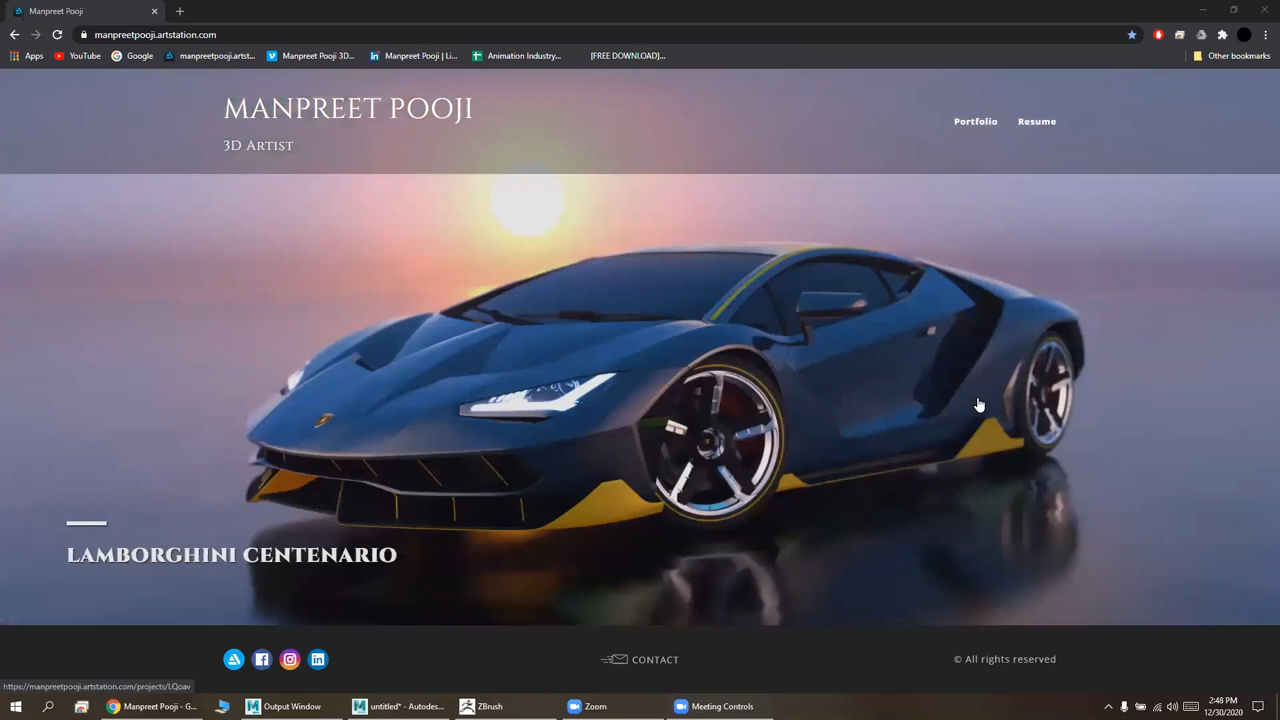 Manpreet Pooji
manpreetpooji.artstation.com
Apps YouTube Google manpreetpooji.artst... Manpreet Pooji 3D... Manpreet Pooji | Li... Animation Industry... [FREE DOWNLOAD]... Other bookmarks
MANPREET POOJI
3D Artist
Portfolio Resume
LAMBORGHINI CENTENARIO
CONTACT
© All rights reserved
https://manpreetpooji.artstation.com/projects/LQoav
Manpreet Pooji - G... Output Window untitled* - Autodes... ZBrush Zoom Meeting Controls
2:48 PM
12/30/2020